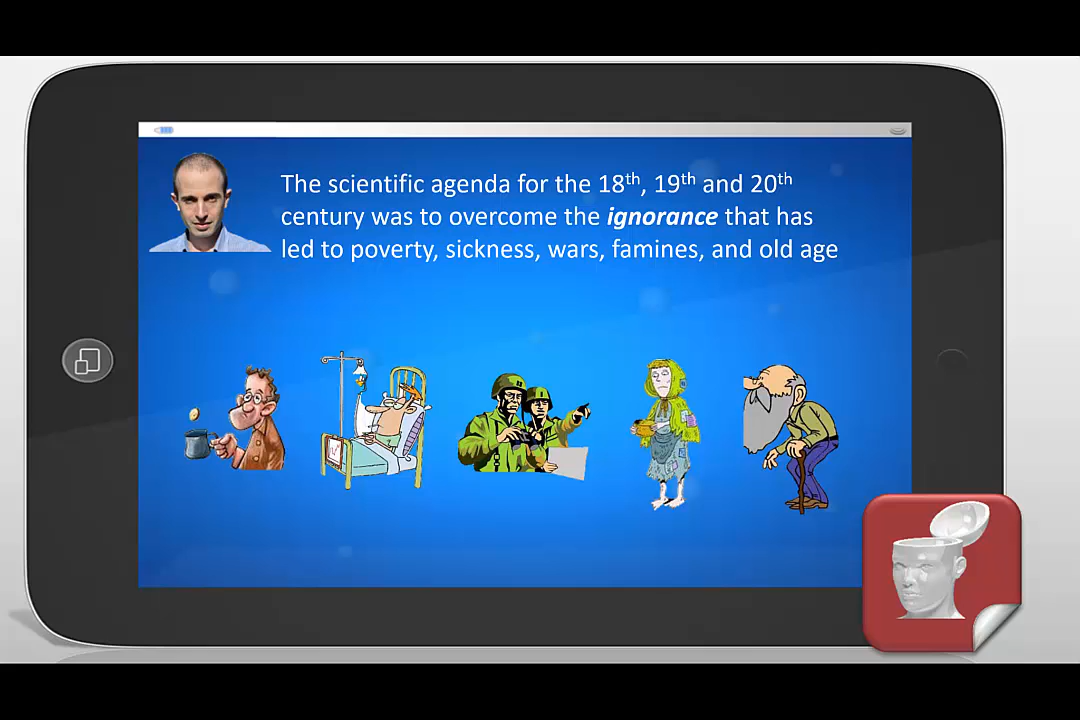 The scientific agenda for the 18th, 19th and 20th
century was to overcome the ignorance that has
led to poverty, sickness, wars, famines, and old age